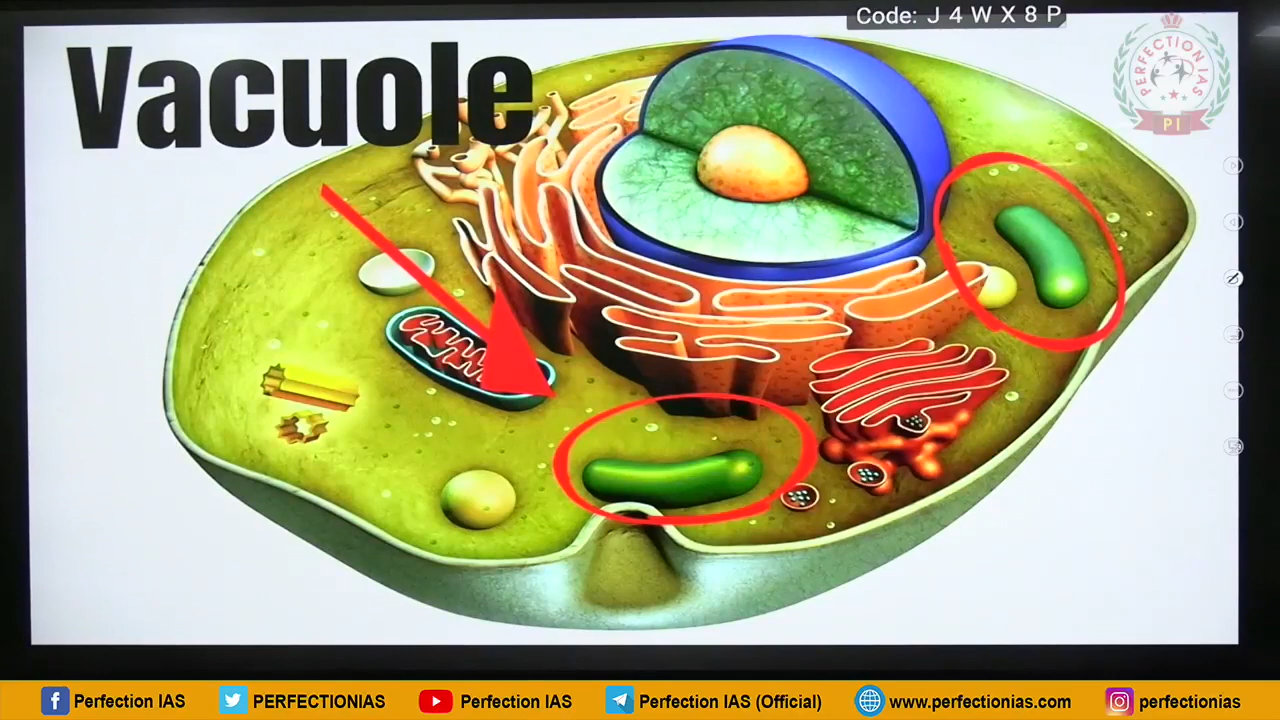 Code: J 4 W X 8 P
Vacuole
PERFECTION IAS
PI
Perfection IAS
PERFECTIONIAS
Perfection IAS
Perfection IAS (Official)
www.perfectionias.com
perfectionias